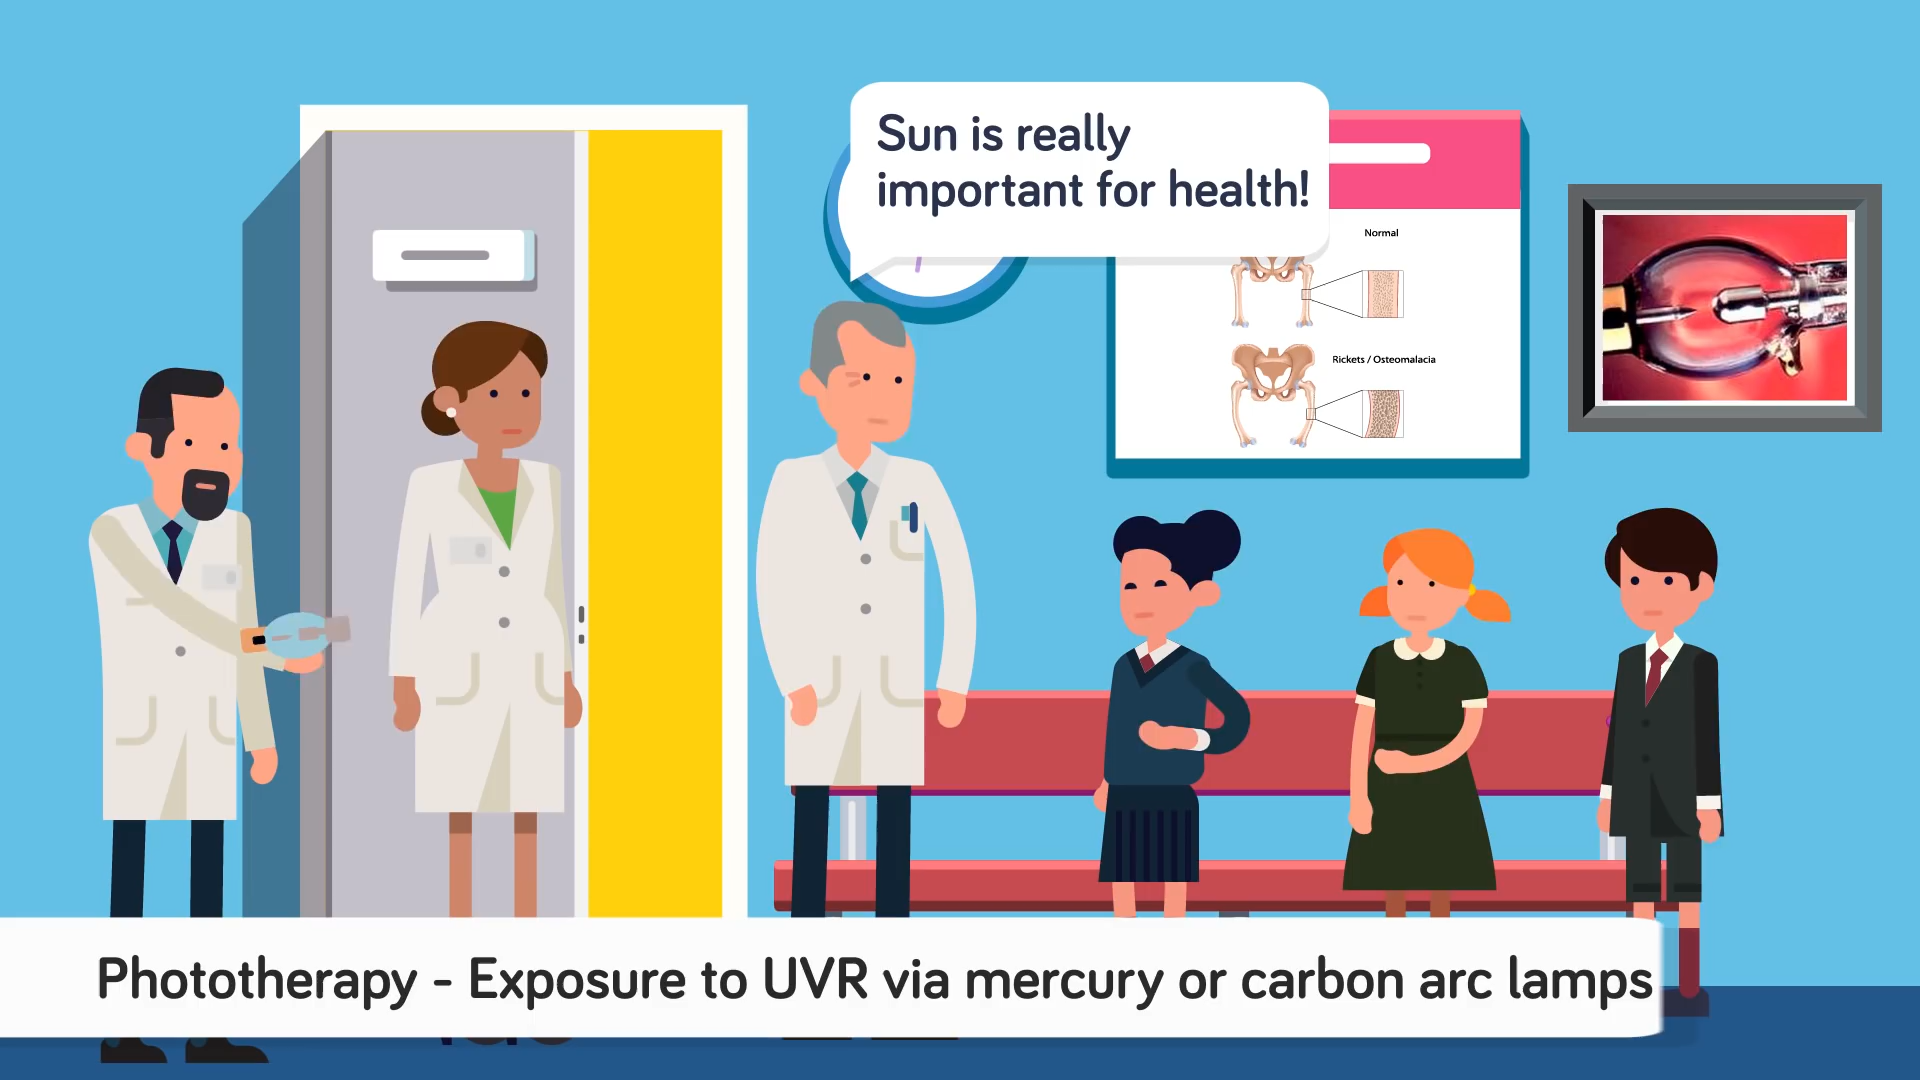 Sun is really
important for health!
Normal
Rickets / Osteomalacia
Phototherapy - Exposure to UVR via mercury or carbon arc lamps